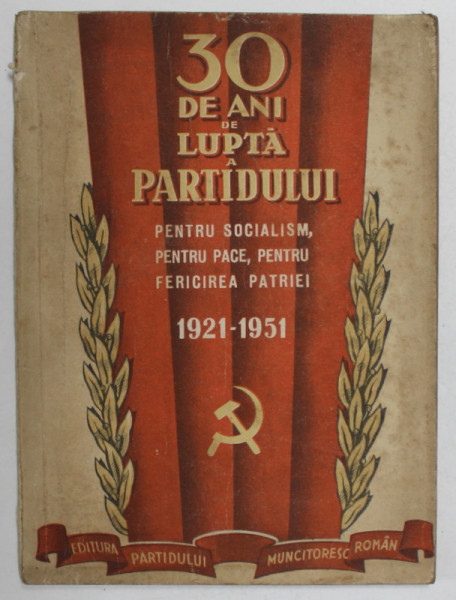 30
DE ANI
DE
LUPTĂ
A
PARTIDULUI
PENTRU SOCIALISM,
PENTRU PACE, PENTRU
FERICIREA PATRIEI
1921-1951
EDITURA PARTIDULUI MUNCITORESC ROMÂN